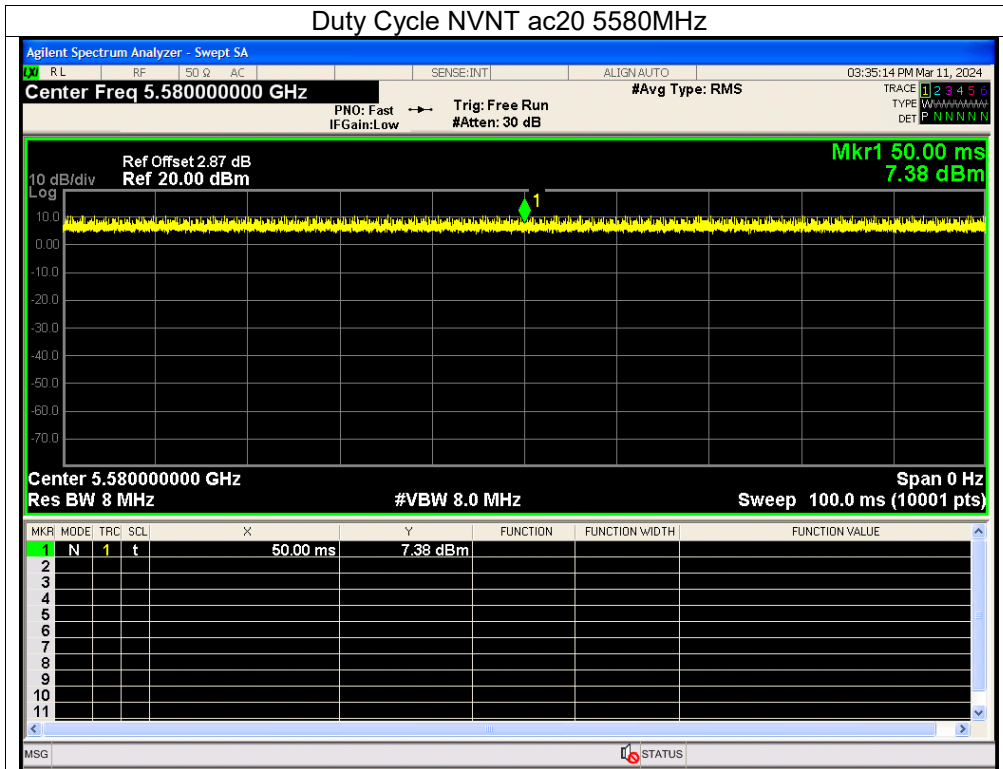 Duty Cycle NVNT ac20 5580MHz
Agilent Spectrum Analyzer - Swept SA
LXI RL RF 50 Ω AC SENSE:INT ALIGN AUTO 03:35:14 PM Mar 11, 2024
Center Freq 5.580000000 GHz #Avg Type: RMS TRACE 1 2 3 4 5 6
PNO: Fast Trig: Free Run TYPE WWWWWW
IFGain:Low #Atten: 30 dB DET P N N N N N
Mkr1 50.00 ms
Ref Offset 2.87 dB
10 dB/div Ref 20.00 dBm 7.38 dBm
Log
1
10.0
0.00
-10.0
-20.0
-30.0
-40.0
-50.0
-60.0
-70.0
Center 5.580000000 GHz Span 0 Hz
Res BW 8 MHz #VBW 8.0 MHz Sweep 100.0 ms (10001 pts)
MKR MODE TRC SCL X Y FUNCTION FUNCTION WIDTH FUNCTION VALUE
1 N 1 t 50.00 ms 7.38 dBm
2
3
4
5
6
7
8
9
10
11
MSG STATUS